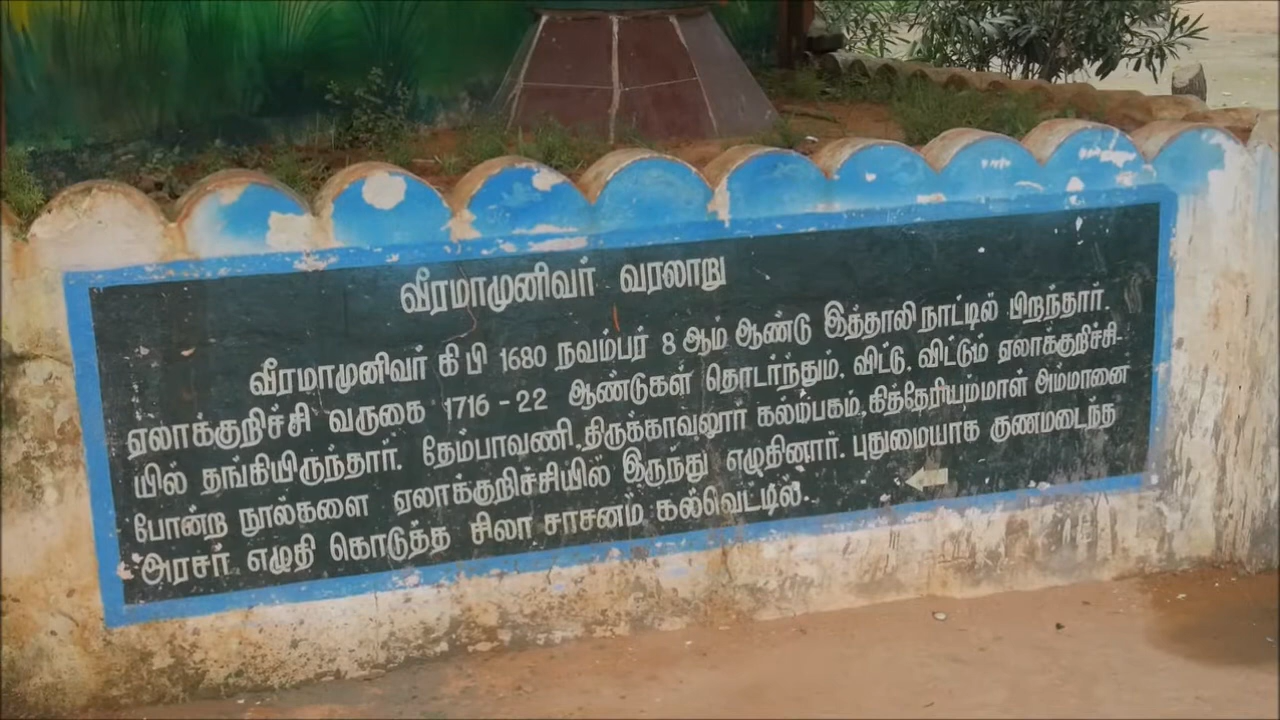 வீரமாமுனிவர் வரலாறு
வீரமாமுனிவர் கி பி 1680 நவம்பர் 8 ஆம் ஆண்டு இத்தாலி நாட்டில் பிறந்தார்.
ஏலாக்குறிச்சி வருகை 1716 - 22 ஆண்டுகள் தொடர்ந்தும், விட்டு, விட்டும் ஏலாக்குறிச்சி-
யில் தங்கியிருந்தார். தேம்பாவணி, திருக்காவலூர் கலம்பகம், கித்தேரியம்மாள் அம்மானை
போன்ற நூல்களை ஏலாக்குறிச்சியில் இருந்து எழுதினார். புதுமையாக குணமடைந்த
அரசர் எழுதி கொடுத்த சிலா சாசனம் கல்வெட்டில்.